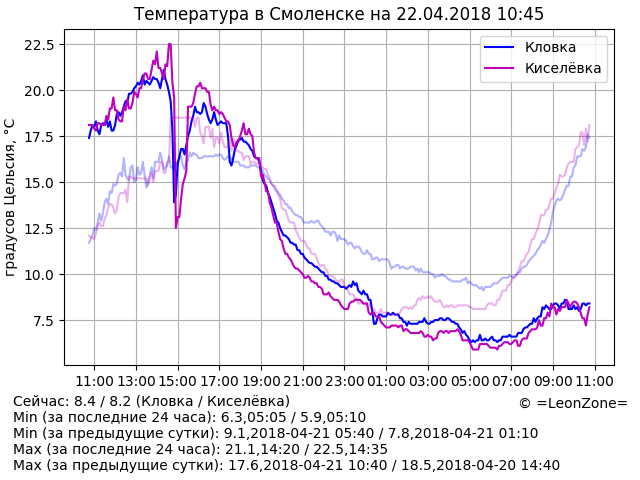 Температура в Смоленске на 22.04.2018 10:45
Кловка
Киселёвка
градусов Цельсия, °C
22.5
20.0
17.5
15.0
12.5
10.0
7.5
11:00 13:00 15:00 17:00 19:00 21:00 23:00 01:00 03:00 05:00 07:00 09:00 11:00
Сейчас: 8.4 / 8.2 (Кловка / Киселёвка)
© =LeonZone=
Min (за последние 24 часа): 6.3,05:05 / 5.9,05:10
Min (за предыдущие сутки): 9.1,2018-04-21 05:40 / 7.8,2018-04-21 01:10
Max (за последние 24 часа): 21.1,14:20 / 22.5,14:35
Max (за предыдущие сутки): 17.6,2018-04-21 10:40 / 18.5,2018-04-20 14:40